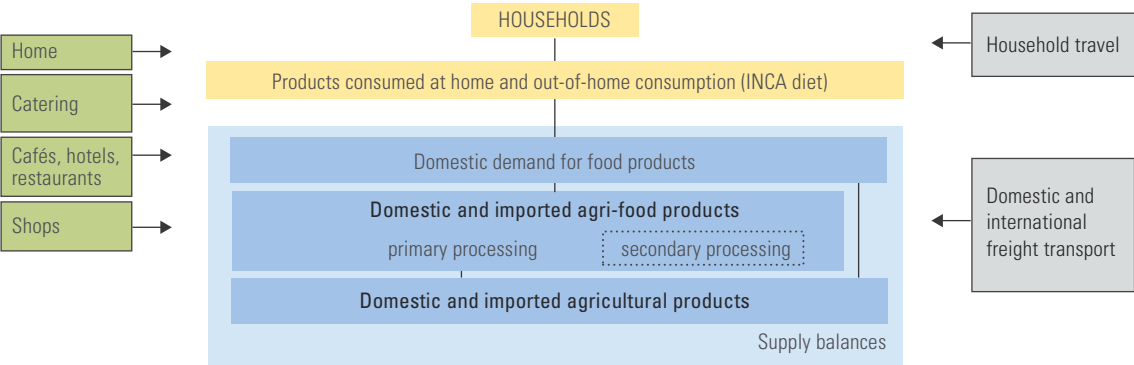 HOUSEHOLDS
Home
Household travel
Products consumed at home and out-of-home consumption (INCA diet)
Catering
Cafés, hotels,
restaurants
Domestic demand for food products
Domestic and imported agri-food products
primary processing
secondary processing
Shops
Domestic and
international
freight transport
Domestic and imported agricultural products
Supply balances